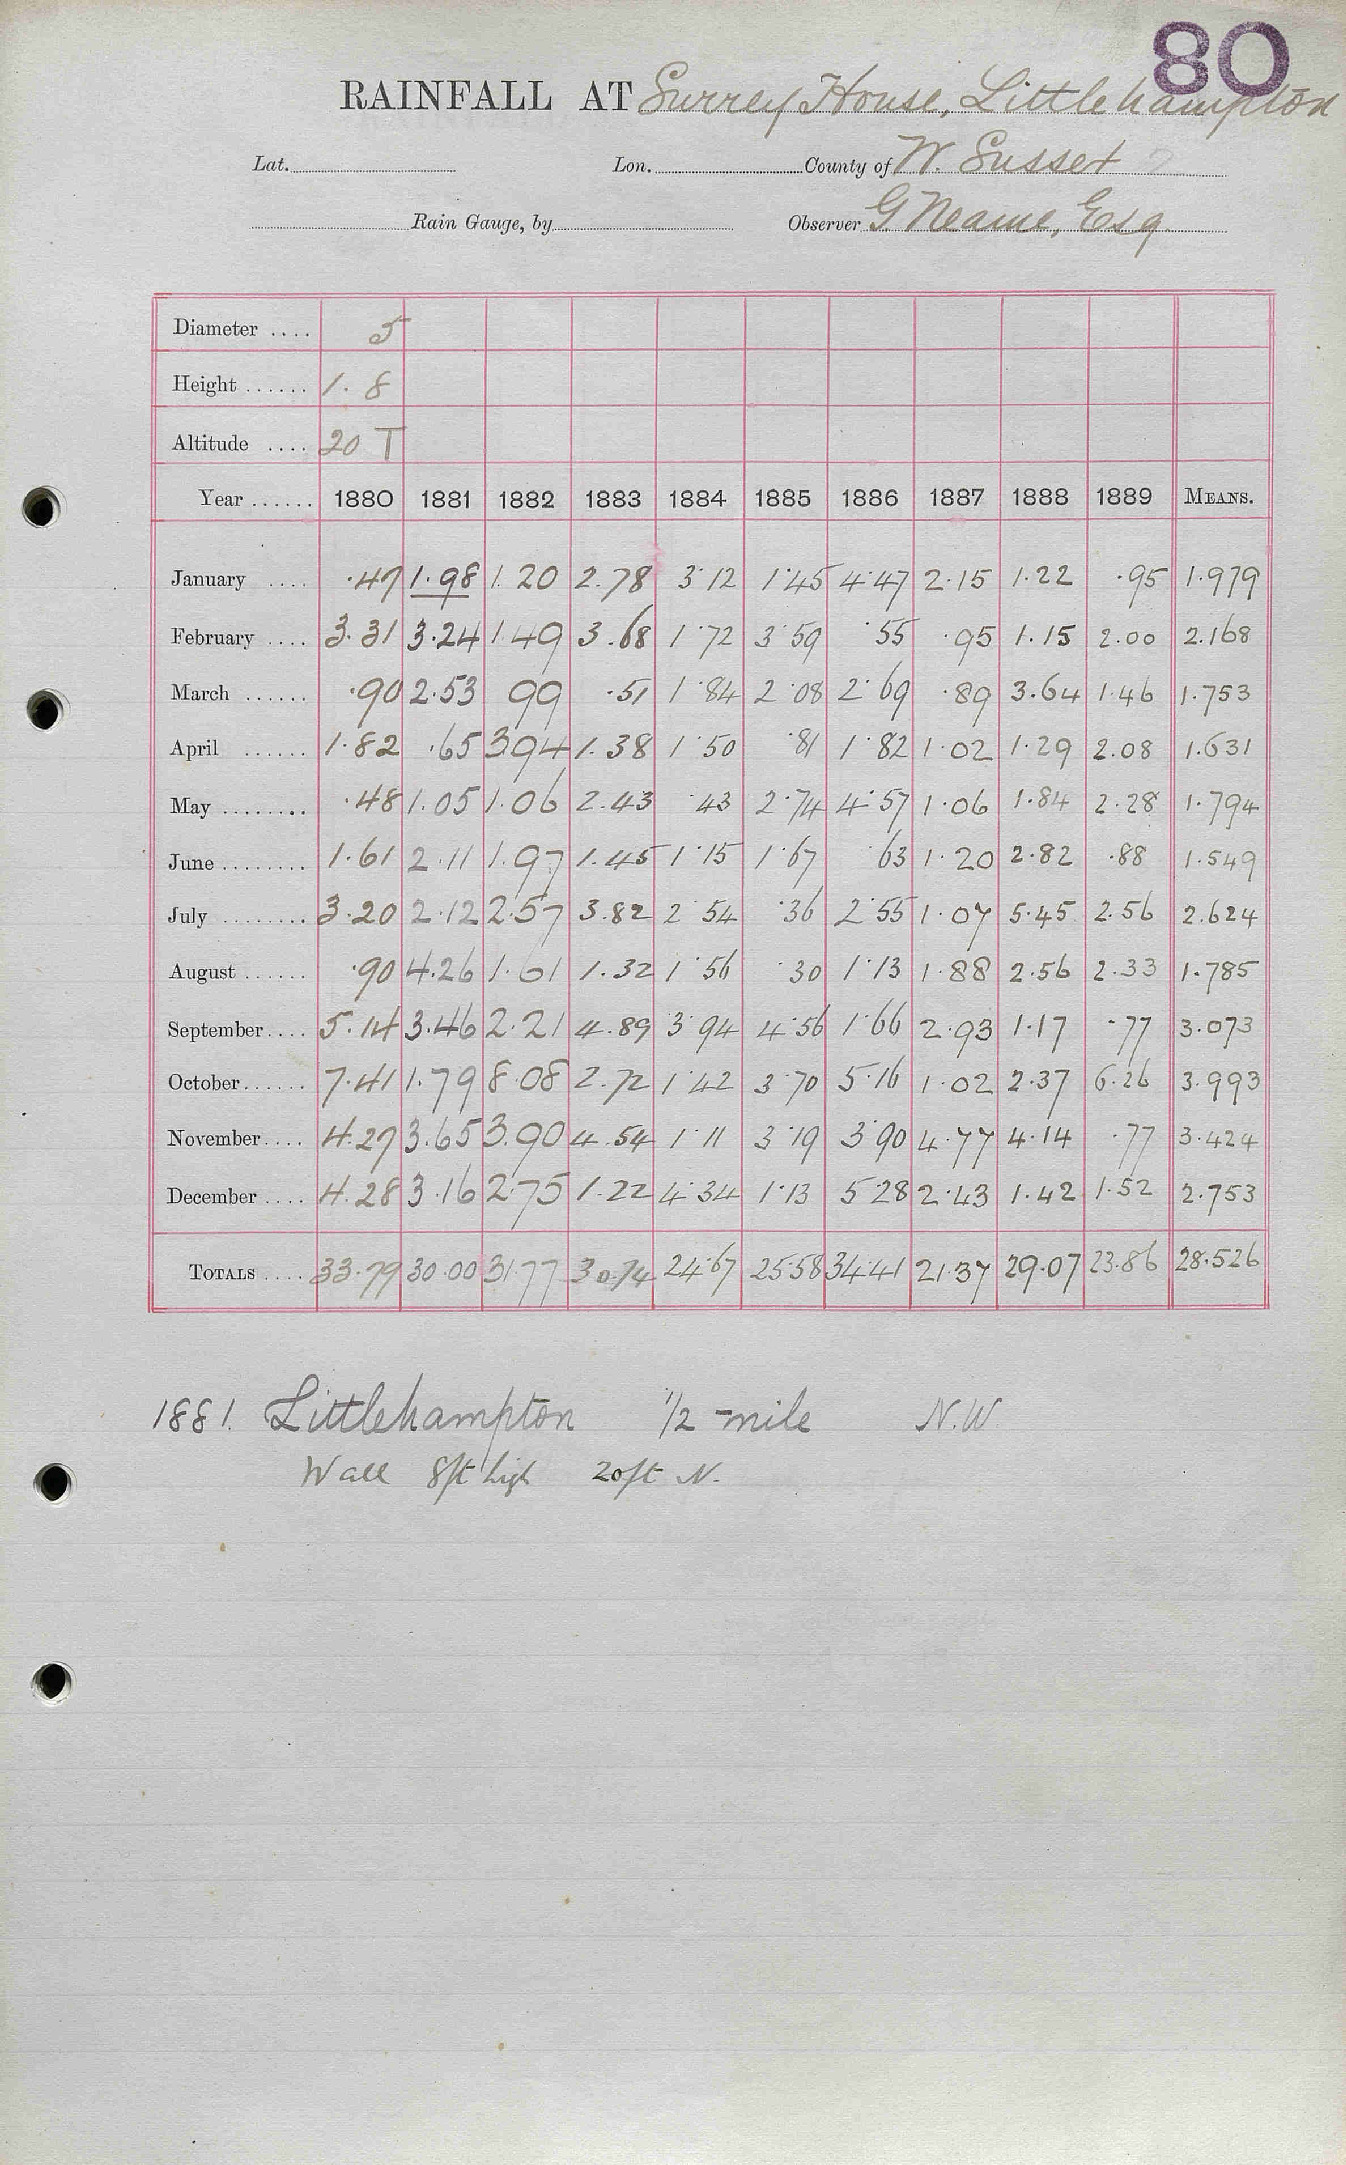 80
RAINFALL AT Surrey House, Littlehampton
Lat. Lon. County of W. Sussex
Rain Gauge, by Observer G Neame, Esq
Diameter .... 5
Height ...... 1.8
Altitude .... 20 T
Year ...... 1880 1881 1882 1883 1884 1885 1886 1887 1888 1889 MEANS.
January .... .47 1.98 1.20 2.78 3.12 1.45 4.47 2.15 1.22 .95 1.979
February .... 3.31 3.24 1.49 3.68 1.72 3.59 .55 .95 1.15 2.00 2.168
March ...... .90 2.53 99 .51 1.84 2.08 2.69 .89 3.64 1.46 1.753
April ...... 1.82 .65 394 1.38 1.50 .81 1.82 1.02 1.29 2.08 1.631
May ........ .48 1.05 1.06 2.43 .43 2.74 4.57 1.06 1.84 2.28 1.794
June ........ 1.61 2.11 1.97 1.45 1.15 1.67 .63 1.20 2.82 .88 1.549
July ........ 3.20 2.12 2.57 3.82 2.54 .36 2.55 1.07 5.45 2.56 2.624
August ...... .90 4.26 1.61 1.32 1.56 .30 1.13 1.88 2.56 2.33 1.785
September .... 5.14 3.46 2.21 4.89 3.94 4.56 1.66 2.93 1.17 .77 3.073
October ...... 7.41 1.79 8.08 2.72 1.42 3.70 5.16 1.02 2.37 6.26 3.993
November .... 4.27 3.65 3.90 4.54 1.11 3.19 3.90 4.77 4.14 .77 3.424
December .... 4.28 3.16 2.75 1.22 4.34 1.13 5.28 2.43 1.42 1.52 2.753
TOTALS .... 33.79 30.00 31.77 30.74 24.67 25.58 34.41 21.37 29.07 23.86 28.526
1881. Littlehampton 1/2 -mile N.W.
Wall 8ft high 20ft N.